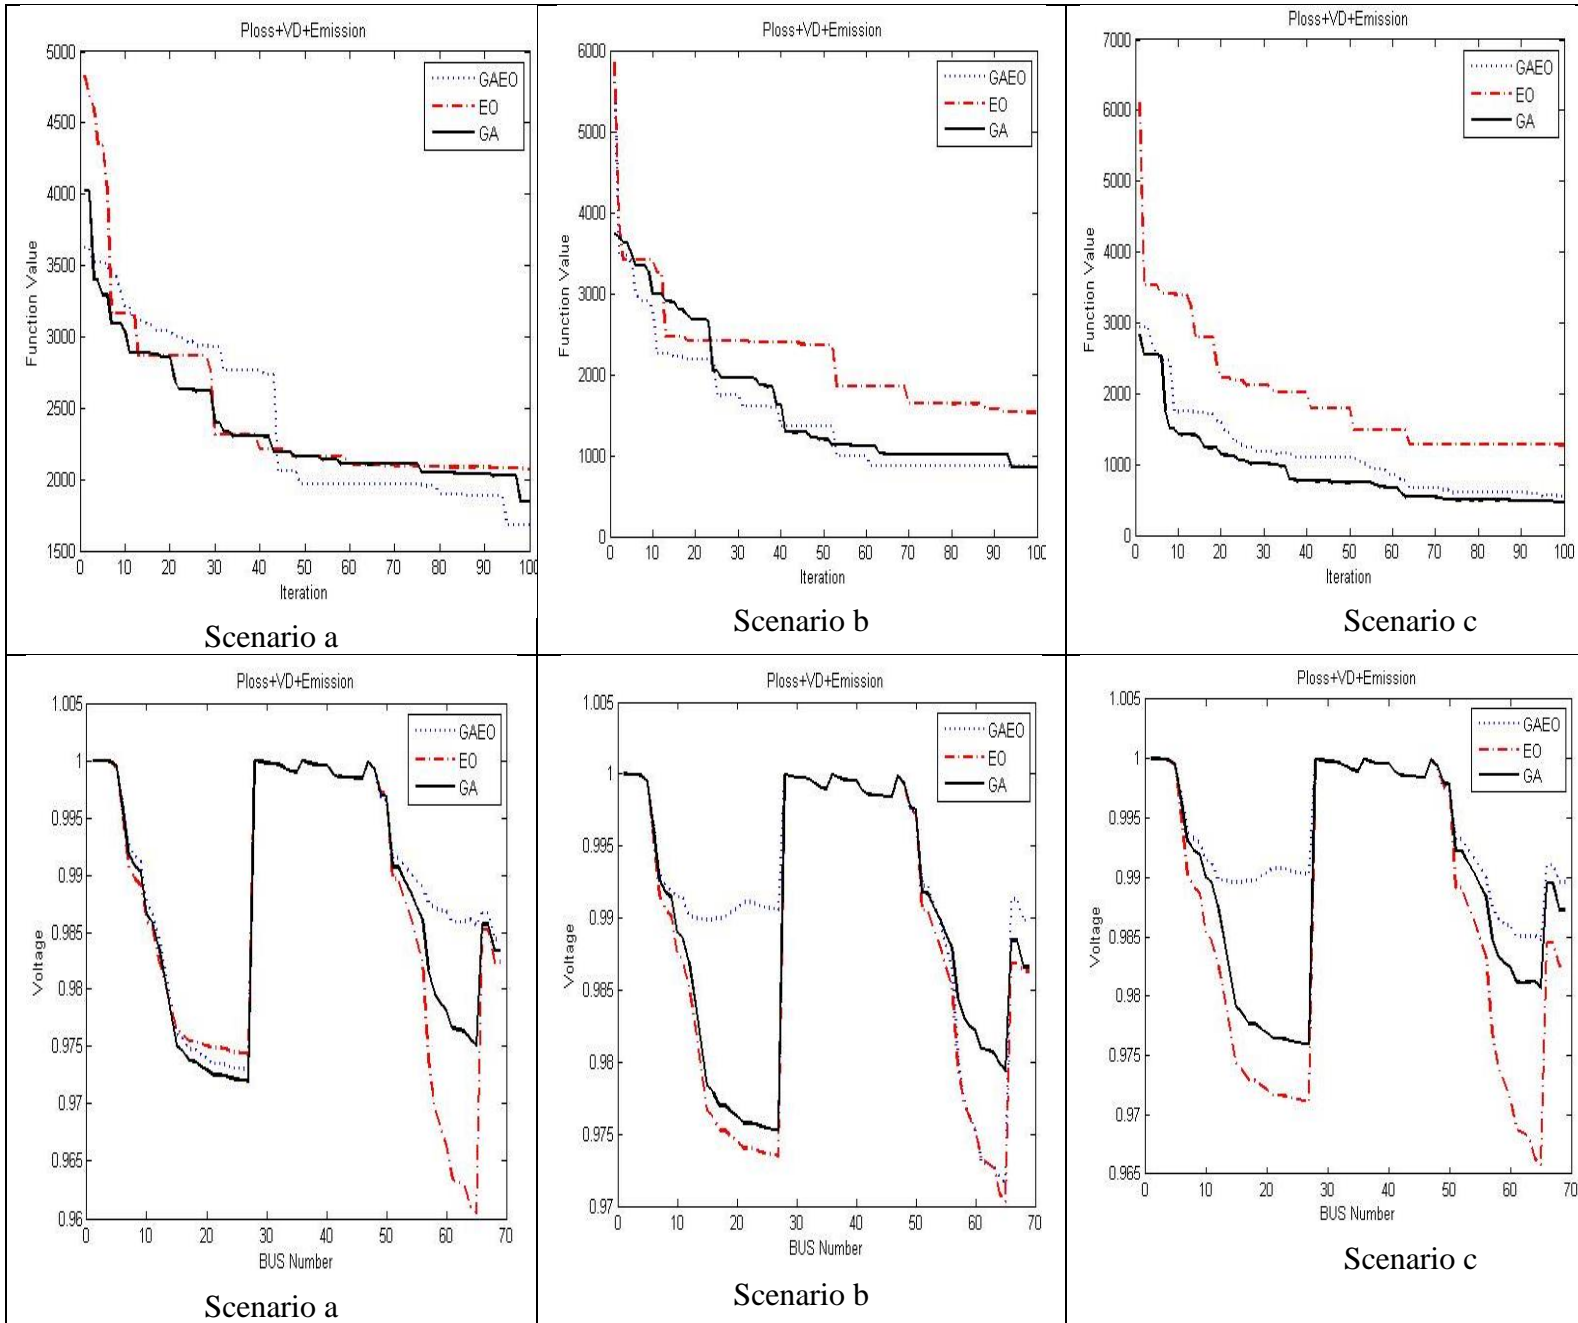 Ploss+VD+Emission
5000
4500
4000
3500
3000
2500
2000
1500
Function Value
GAEO
EO
GA
0 10 20 30 40 50 60 70 80 90 100
Iteration
Scenario a
Ploss+VD+Emission
6000
5000
4000
3000
2000
1000
0
Function Value
GAEO
EO
GA
0 10 20 30 40 50 60 70 80 90 100
Iteration
Scenario b
Ploss+VD+Emission
7000
6000
5000
4000
3000
2000
1000
0
Function Value
GAEO
EO
GA
0 10 20 30 40 50 60 70 80 90 100
Iteration
Scenario c
Ploss+VD+Emission
1.005
1
0.995
0.99
0.985
0.98
0.975
0.97
0.965
0.96
Voltage
GAEO
EO
GA
0 10 20 30 40 50 60 70
BUS Number
Scenario a
Ploss+VD+Emission
1.005
1
0.995
0.99
0.985
0.98
0.975
0.97
Voltage
GAEO
EO
GA
0 10 20 30 40 50 60 70
BUS Number
Scenario b
Ploss+VD+Emission
1.005
1
0.995
0.99
0.985
0.98
0.975
0.97
0.965
Voltage
GAEO
EO
GA
0 10 20 30 40 50 60 70
BUS Number
Scenario c